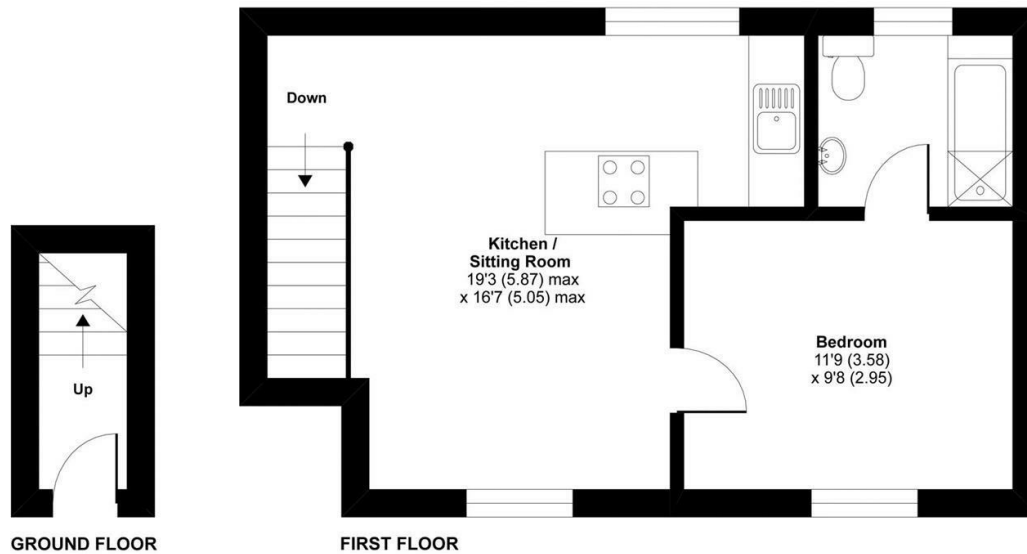 Down
Kitchen /
Sitting Room
19'3 (5.87) max
x 16'7 (5.05) max
Bedroom
11'9 (3.58)
x 9'8 (2.95)
Up
GROUND FLOOR
FIRST FLOOR